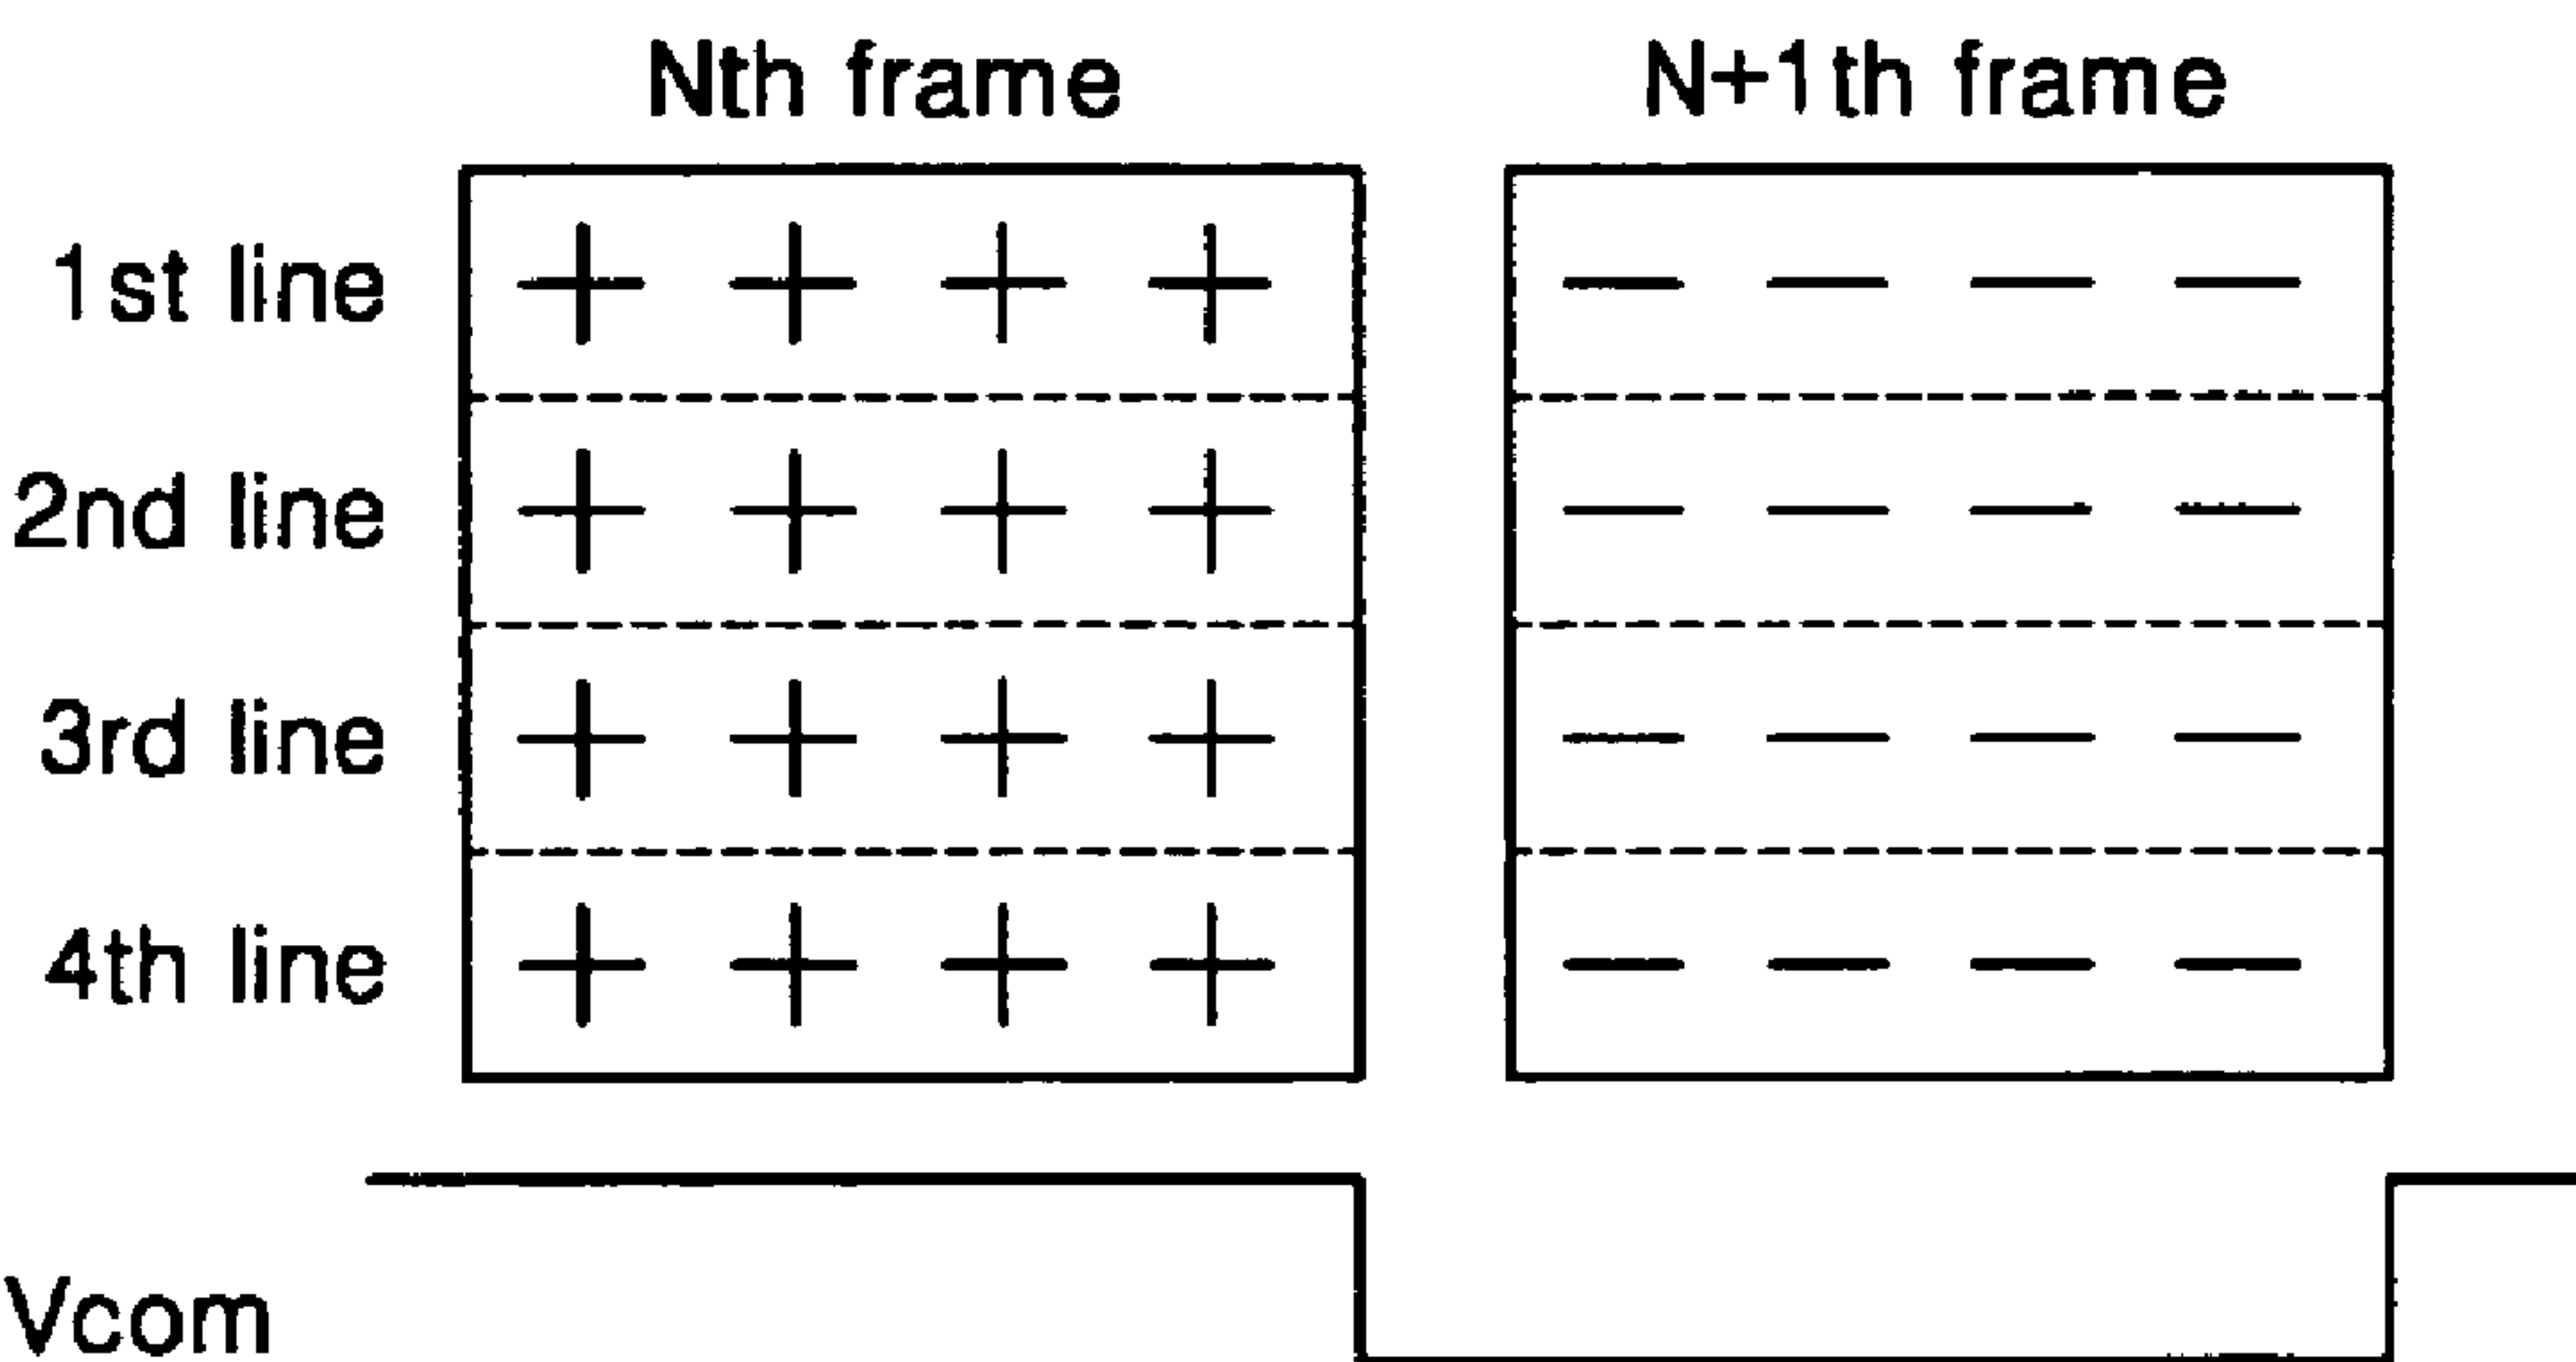 Nth frame N+1th frame
1st line + + + + - - - -
2nd line + + + + - - - -
3rd line + + + + - - - -
4th line + + + + - - - -
Vcom